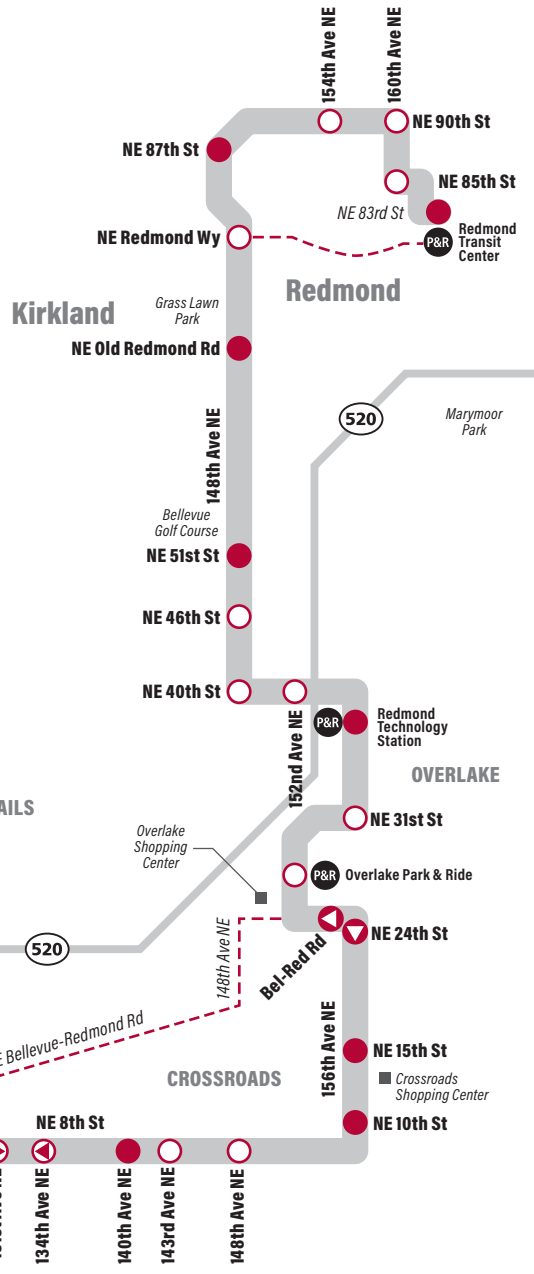 154th Ave NE
160th Ave NE
NE 90th St
NE 87th St
NE 85th St
NE 83rd St
Redmond
Transit
Center
P&R
NE Redmond Wy
Redmond
Kirkland
Grass Lawn
Park
NE Old Redmond Rd
520
Marymoor
Park
148th Ave NE
Bellevue
Golf Course
NE 51st St
NE 46th St
NE 40th St
152nd Ave NE
P&R
Redmond
Technology
Station
OVERLAKE
AILS
NE 31st St
Overlake
Shopping
Center
P&R
Overlake Park & Ride
148th Ave NE
Bel-Red Rd
NE 24th St
520
E Bellevue-Redmond Rd
156th Ave NE
NE 15th St
CROSSROADS
Crossroads
Shopping Center
NE 10th St
NE 8th St
134th Ave NE
140th Ave NE
143rd Ave NE
148th Ave NE